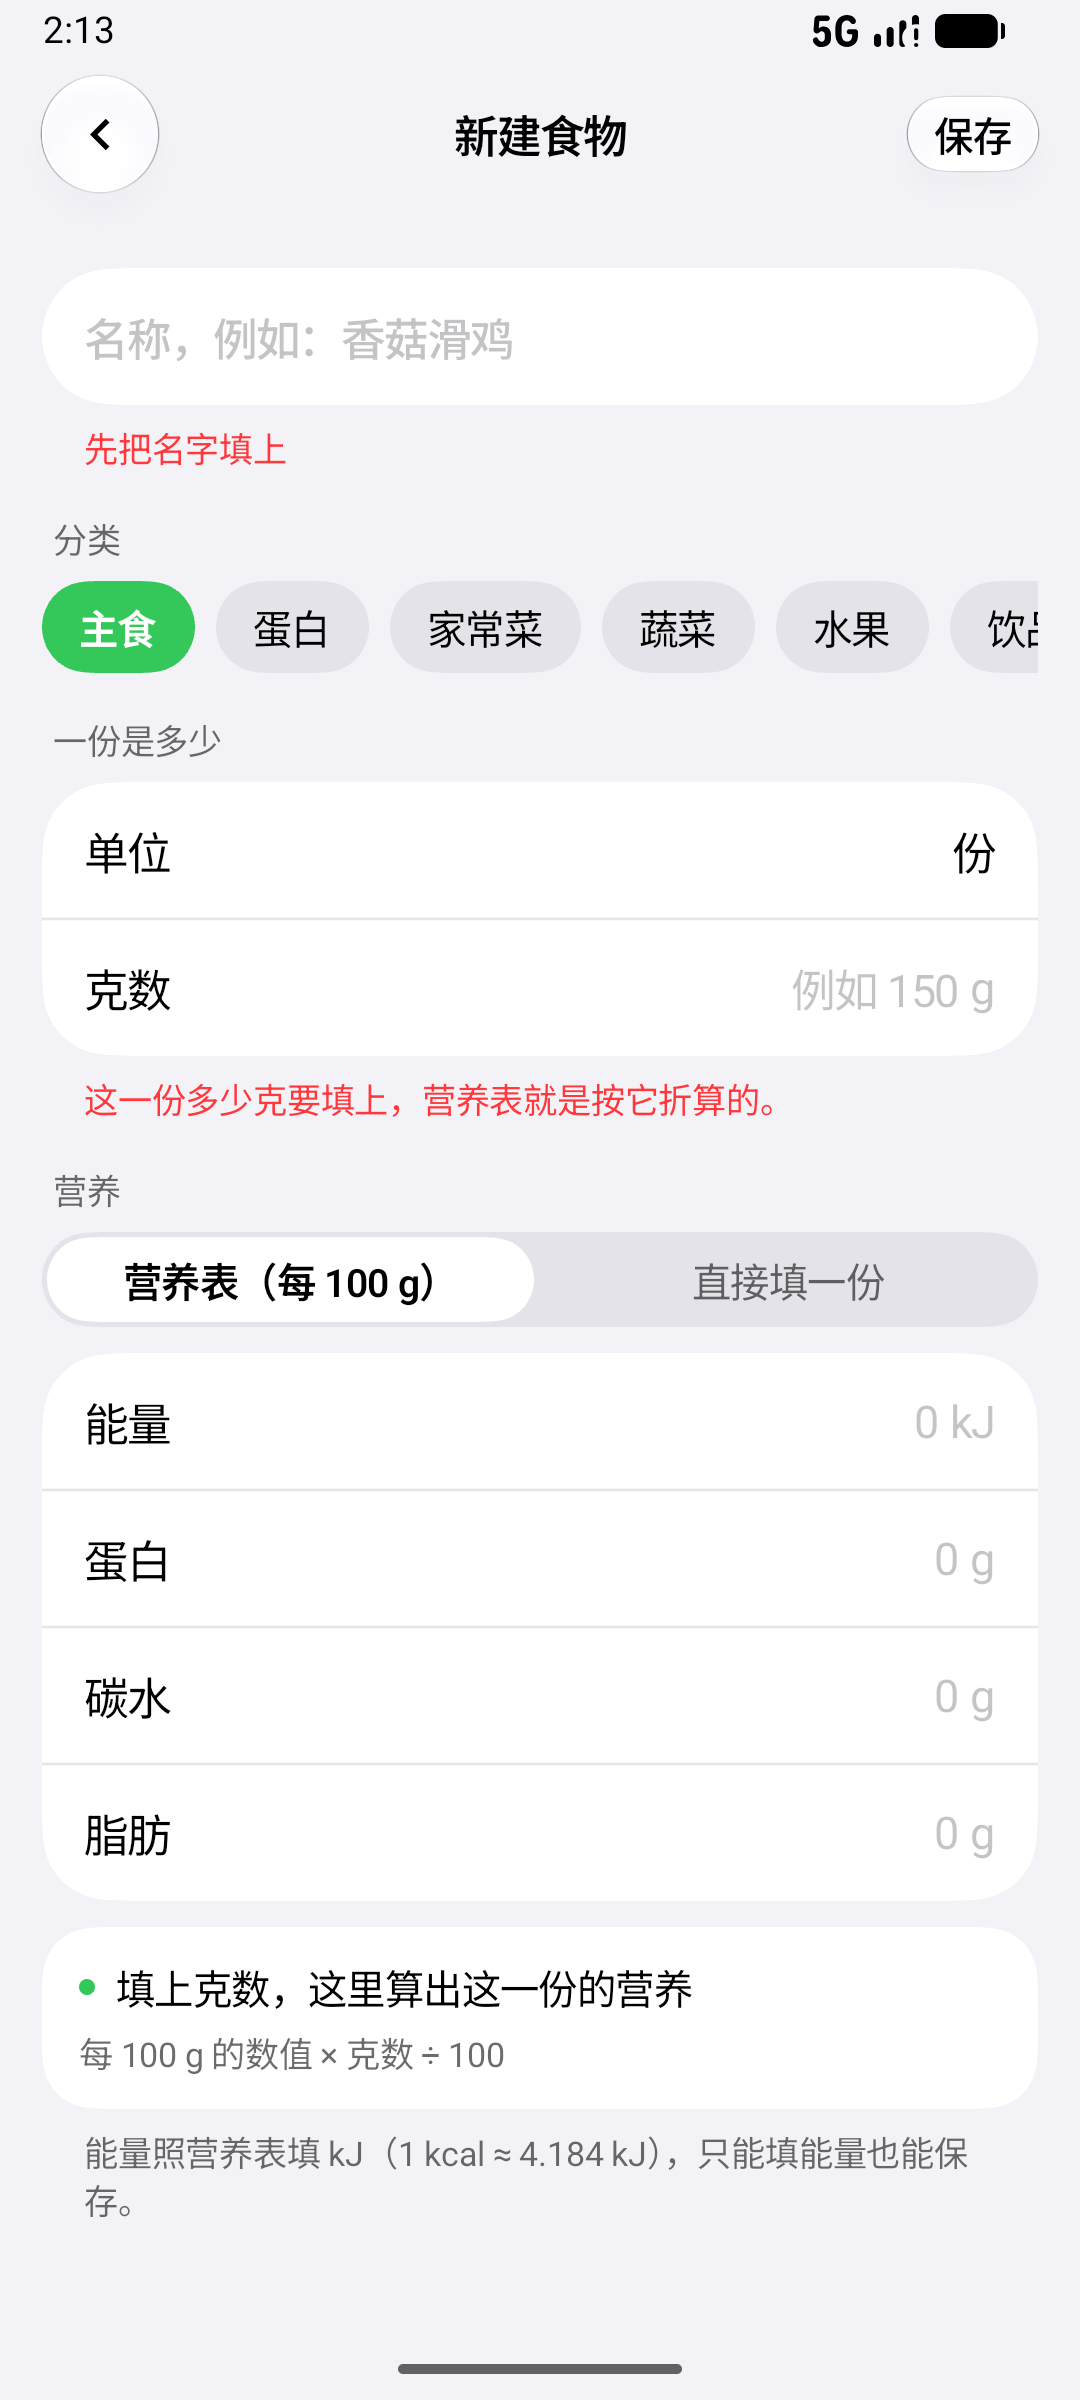 2:13
5G
新建食物
保存
名称，例如：香菇滑鸡
先把名字填上
分类
主食
蛋白
家常菜
蔬菜
水果
饮品
一份是多少
单位
份
克数
例如 150 g
这一份多少克要填上，营养表就是按它折算的。
营养
营养表（每 100 g）
直接填一份
能量
0 kJ
蛋白
0 g
碳水
0 g
脂肪
0 g
填上克数，这里算出这一份的营养
每 100 g 的数值 × 克数 ÷ 100
能量照营养表填 kJ（1 kcal ≈ 4.184 kJ），只能填能量也能保
存。